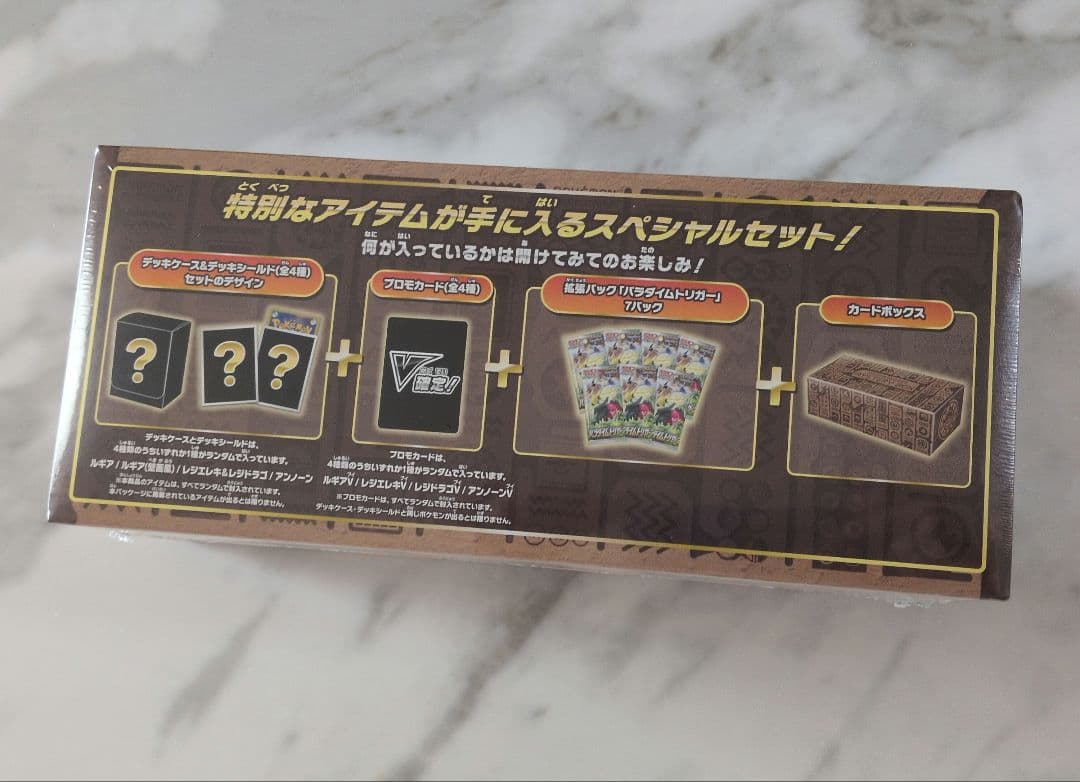 特別なアイテムが手に入るスペシャルセット!
何が入っているかは開けてみてのお楽しみ!
デッキケース&デッキシールド(全4種)
セットのデザイン
?
Pokémon
? ?
デッキケースとデッキシールドは、
4種類のうちいずれか1種がランダムで入っています。
ルギア/ルギア(壁画風)/レジエレキ&レジドラゴ/アンノーン
※本商品のアイテムは、すべてランダムで封入されています。
本パッケージに掲載されているアイテムが出るとは限りません。
+
プロモカード(全4種)
V確定!
プロモカードは、
4種類のうちいずれか1種がランダムで入っています。
ルギアV/レジエレキV/レジドラゴV/アンノーンV
※プロモカードは、すべてランダムで封入されています。
デッキケース・デッキシールドと同じポケモンが出るとは限りません。
+
拡張パック「パラダイムトリガー」
7パック
パラダイムトリガー
+
カードボックス